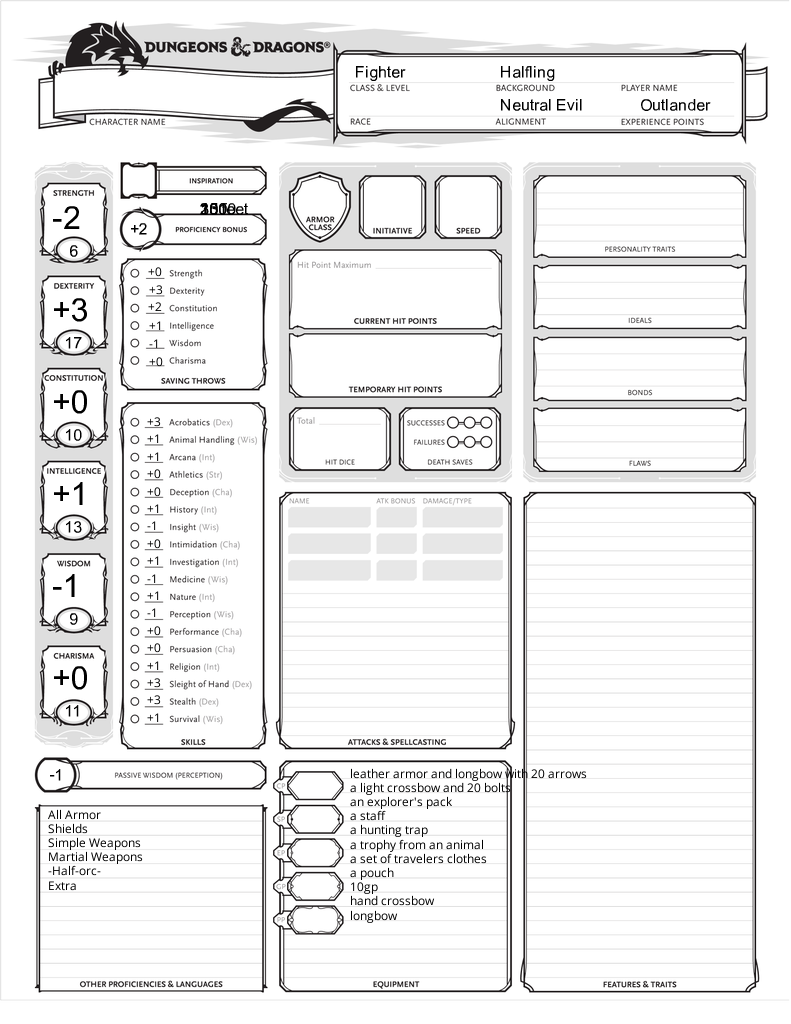 DUNGEONS & DRAGONS®
Fighter
Halfling
CLASS & LEVEL
BACKGROUND
PLAYER NAME
Neutral Evil
Outlander
CHARACTER NAME
RACE
ALIGNMENT
EXPERIENCE POINTS
STRENGTH
-2
6
DEXTERITY
+3
17
CONSTITUTION
+0
10
INTELLIGENCE
+1
13
WISDOM
-1
9
CHARISMA
+0
11
INSPIRATION
+2 PROFICIENCY BONUS
+0 Strength
+3 Dexterity
+2 Constitution
+1 Intelligence
-1 Wisdom
+0 Charisma
SAVING THROWS
+3 Acrobatics (Dex)
+1 Animal Handling (Wis)
+1 Arcana (Int)
+0 Athletics (Str)
+0 Deception (Cha)
+1 History (Int)
-1 Insight (Wis)
+0 Intimidation (Cha)
+1 Investigation (Int)
-1 Medicine (Wis)
+1 Nature (Int)
-1 Perception (Wis)
+0 Performance (Cha)
+0 Persuasion (Cha)
+1 Religion (Int)
+3 Sleight of Hand (Dex)
+3 Stealth (Dex)
+1 Survival (Wis)
SKILLS
-1 PASSIVE WISDOM (PERCEPTION)
All Armor
Shields
Simple Weapons
Martial Weapons
-Half-orc-
Extra
OTHER PROFICIENCIES & LANGUAGES
ARMOR
CLASS
INITIATIVE
SPEED
Hit Point Maximum
CURRENT HIT POINTS
TEMPORARY HIT POINTS
Total
HIT DICE
SUCCESSES
FAILURES
DEATH SAVES
NAME
ATK BONUS
DAMAGE/TYPE
ATTACKS & SPELLCASTING
CP
SP
EP
GP
PP
leather armor and longbow with 20 arrows
a light crossbow and 20 bolts
an explorer's pack
a staff
a hunting trap
a trophy from an animal
a set of travelers clothes
a pouch
10gp
hand crossbow
longbow
EQUIPMENT
PERSONALITY TRAITS
IDEALS
BONDS
FLAWS
FEATURES & TRAITS